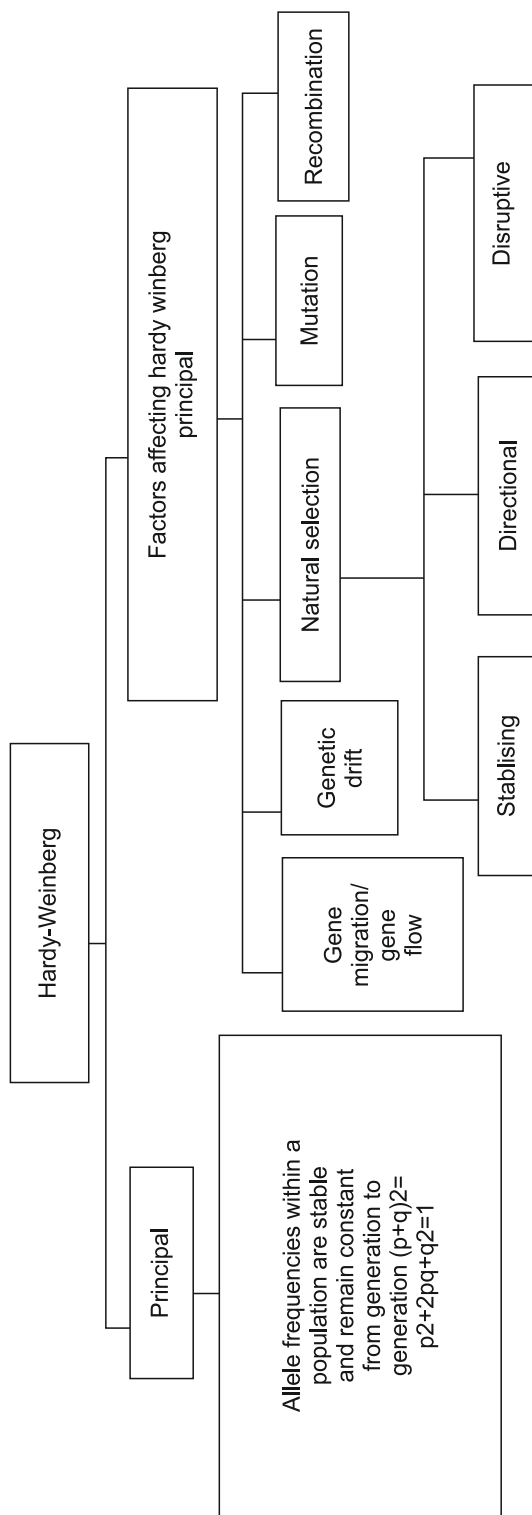 Hardy-Weinberg
Principal
Allele frequencies within a
population are stable
and remain constant
from generation to
generation (p+q)2=
p2+2pq+q2=1
Factors affecting hardy winberg
principal
Gene
migration/
gene
flow
Genetic
drift
Natural selection
Mutation
Recombination
Stablising
Directional
Disruptive